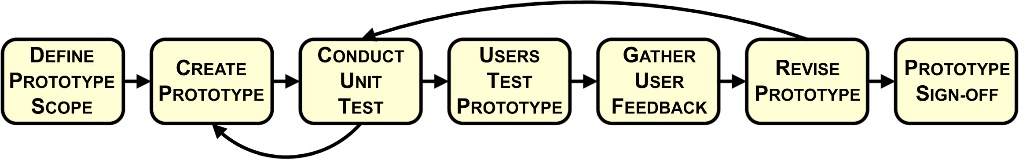 DEFINE
PROTOTYPE
SCOPE
CREATE
PROTOTYPE
CONDUCT
UNIT
TEST
USERS
TEST
PROTOTYPE
GATHER
USER
FEEDBACK
REVISE
PROTOTYPE
PROTOTYPE
SIGN-OFF